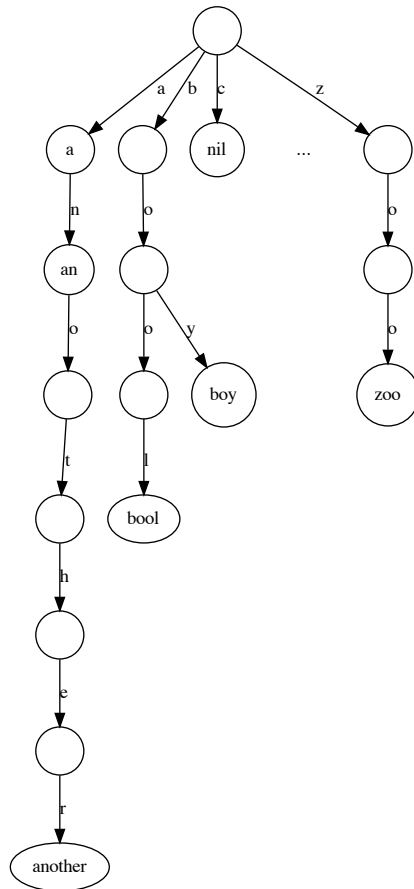 a b c z
a nil ...
n o o
an
o o y o
boy zoo
t l
bool
h
e
r
another